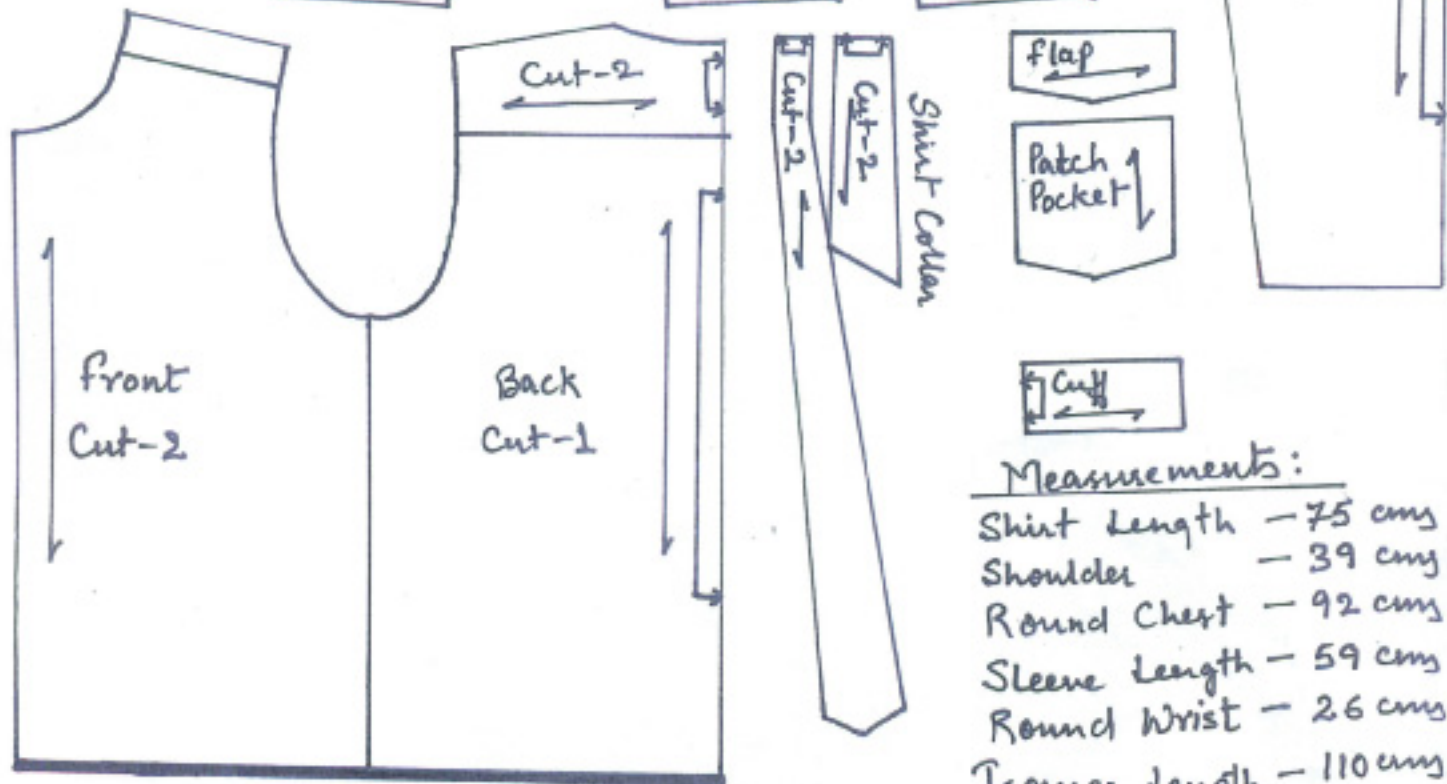 Cut-2
Front
Cut-2
Back
Cut-1
Cut-2
Cut-2
Shirt Collar
flap
Patch
Pocket
Cuff
Measurements:
Shirt Length - 75 cms
Shoulder - 39 cms
Round Chest - 92 cms
Sleeve Length - 59 cms
Round Wrist - 26 cms
Length - 110 cms